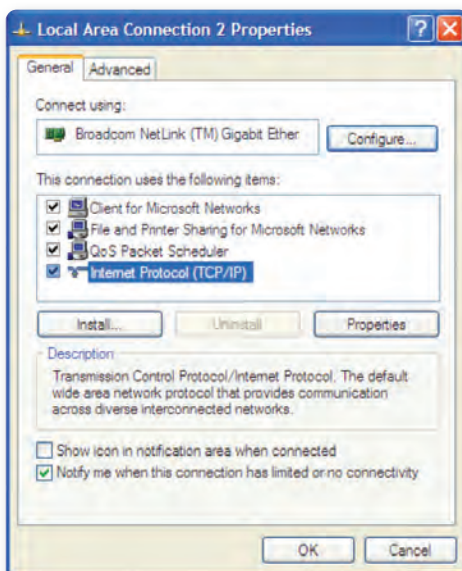 Local Area Connection 2 Properties
General Advanced
Connect using:
Broadcom NetLink (TM) Gigabit Ether
Configure...
This connection uses the following items:
Client for Microsoft Networks
File and Printer Sharing for Microsoft Networks
QoS Packet Scheduler
Internet Protocol (TCP/IP)
Install... Uninstall Properties
Description
Transmission Control Protocol/Internet Protocol. The default
wide area network protocol that provides communication
across diverse interconnected networks.
Show icon in notification area when connected
Notify me when this connection has limited or no connectivity
OK Cancel